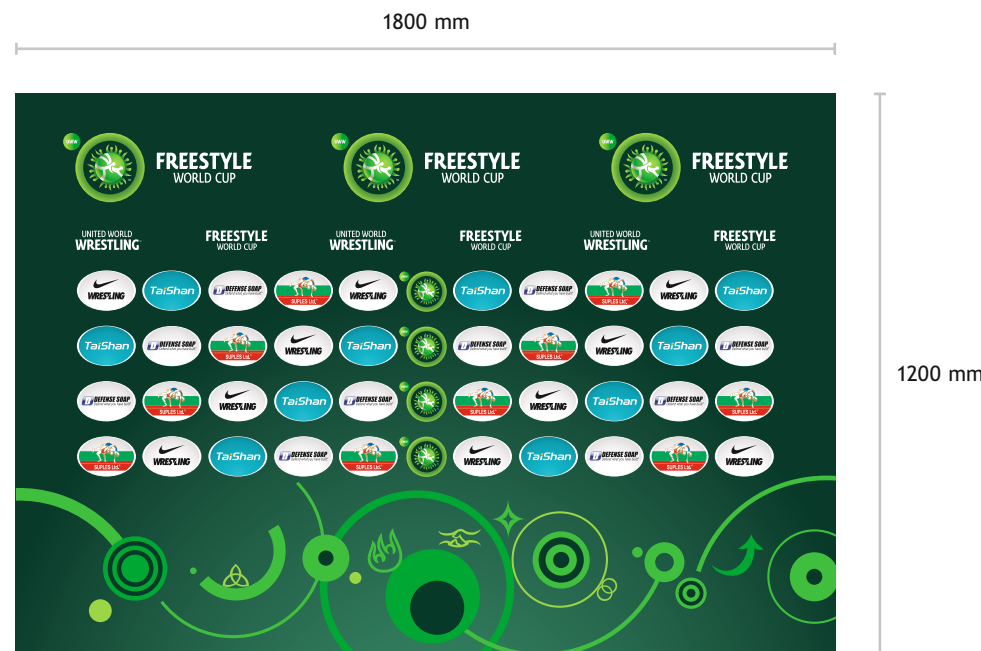 1800 mm
UWW FREESTYLE UWW FREESTYLE UWW FREESTYLE
WORLD CUP WORLD CUP WORLD CUP
UNITED WORLD FREESTYLE UNITED WORLD FREESTYLE UNITED WORLD FREESTYLE
WRESTLING WORLD CUP WRESTLING WORLD CUP WRESTLING WORLD CUP
WRESTLING TaiShan DEFENSE SOAP SUPLES Ltd. WRESTLING TaiShan DEFENSE SOAP SUPLES Ltd. WRESTLING TaiShan
TaiShan DEFENSE SOAP SUPLES Ltd. WRESTLING TaiShan DEFENSE SOAP SUPLES Ltd. WRESTLING TaiShan DEFENSE SOAP
1200 mm
DEFENSE SOAP SUPLES Ltd. WRESTLING TaiShan DEFENSE SOAP SUPLES Ltd. WRESTLING TaiShan DEFENSE SOAP SUPLES Ltd.
SUPLES Ltd. WRESTLING TaiShan DEFENSE SOAP SUPLES Ltd. WRESTLING TaiShan DEFENSE SOAP SUPLES Ltd. WRESTLING